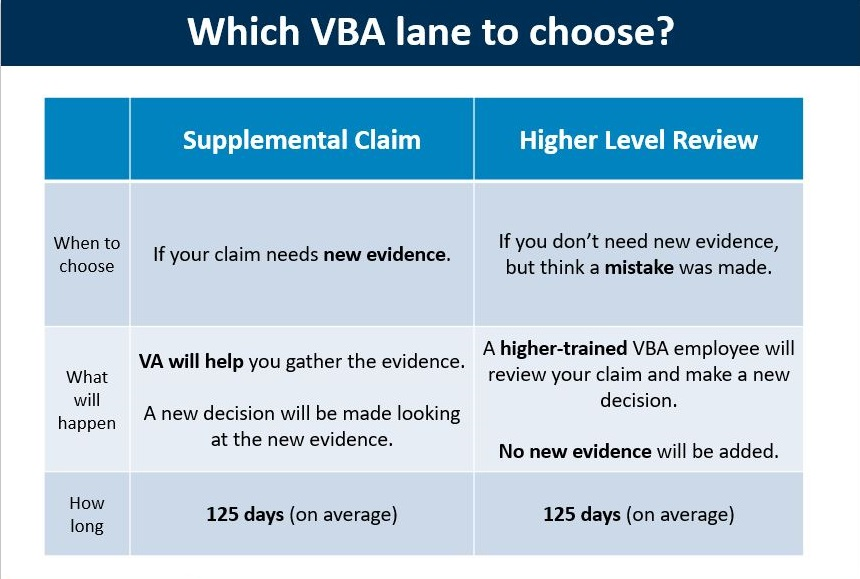 Which VBA lane to choose?
Supplemental Claim
Higher Level Review
When to
choose
If your claim needs new evidence.
If you don’t need new evidence,
but think a mistake was made.
What
will
happen
VA will help you gather the evidence.
A new decision will be made looking
at the new evidence.
A higher-trained VBA employee will
review your claim and make a new
decision.
No new evidence will be added.
How
long
125 days (on average)
125 days (on average)